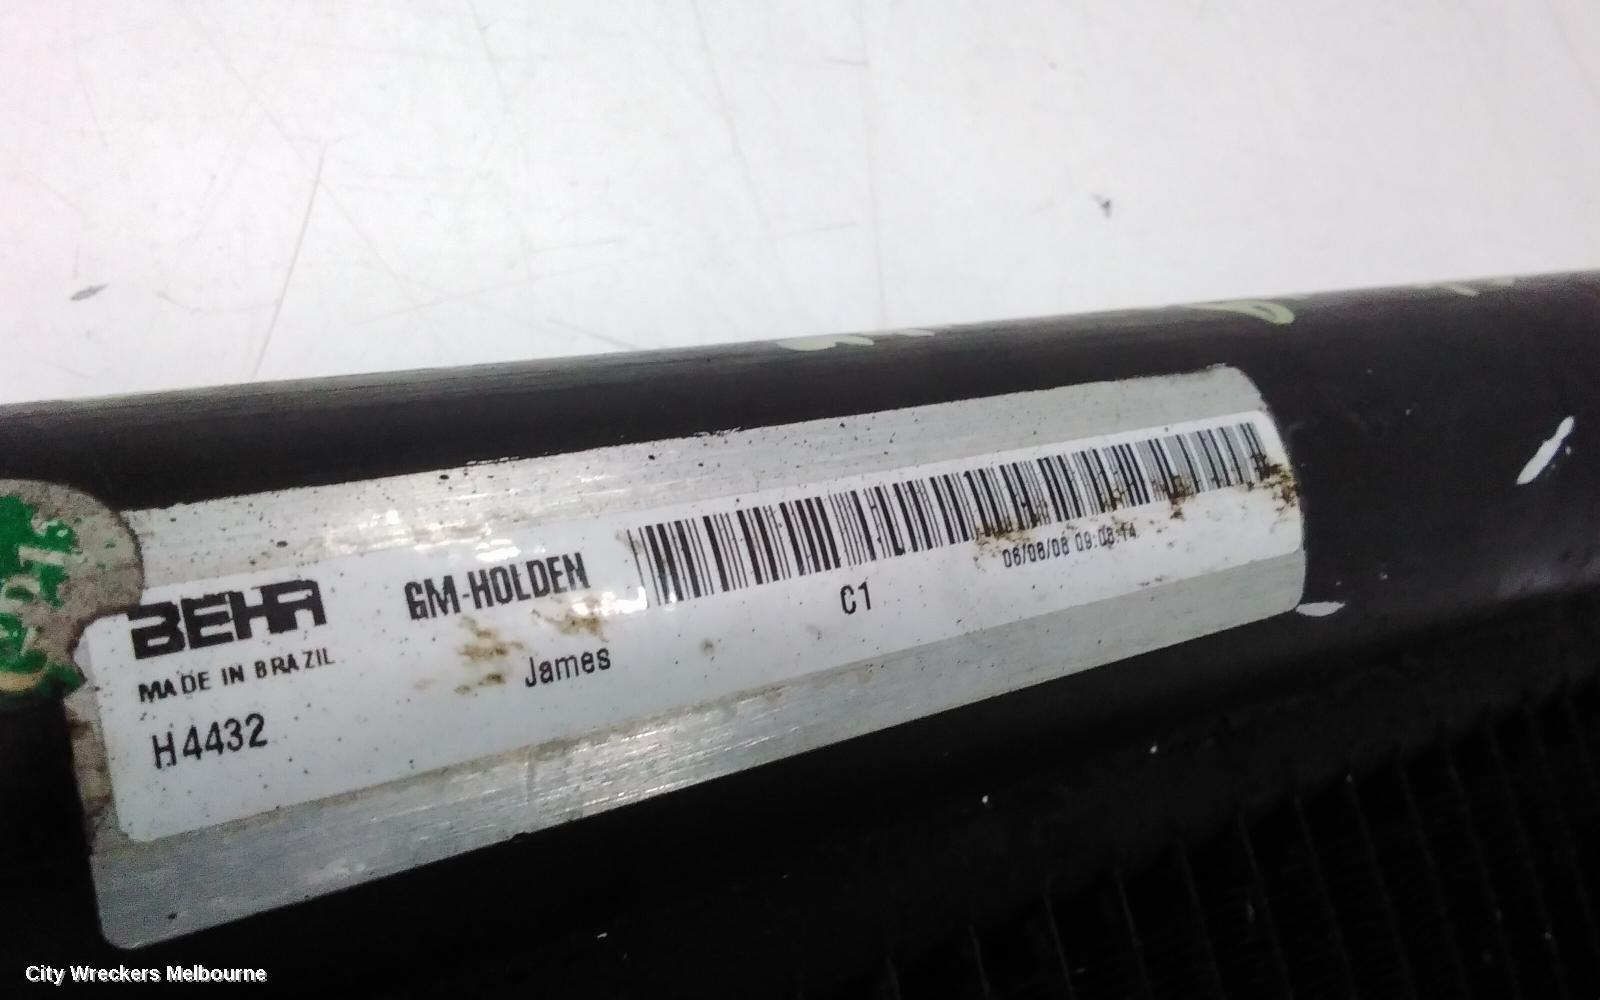 BEHR
MADE IN BRAZIL
H4432
GM-HOLDEN
James
C1
06/08/08 09:08:14
City Wreckers Melbourne